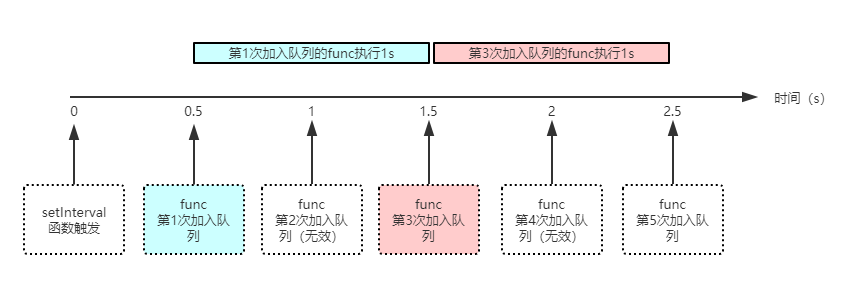 第1次加入队列的func执行1s
第3次加入队列的func执行1s
时间（s）
0
0.5
1
1.5
2
2.5
setInterval
函数触发
func
第1次加入队
列
func
第2次加入队
列（无效）
func
第3次加入队
列
func
第4次加入队
列（无效）
func
第5次加入队
列